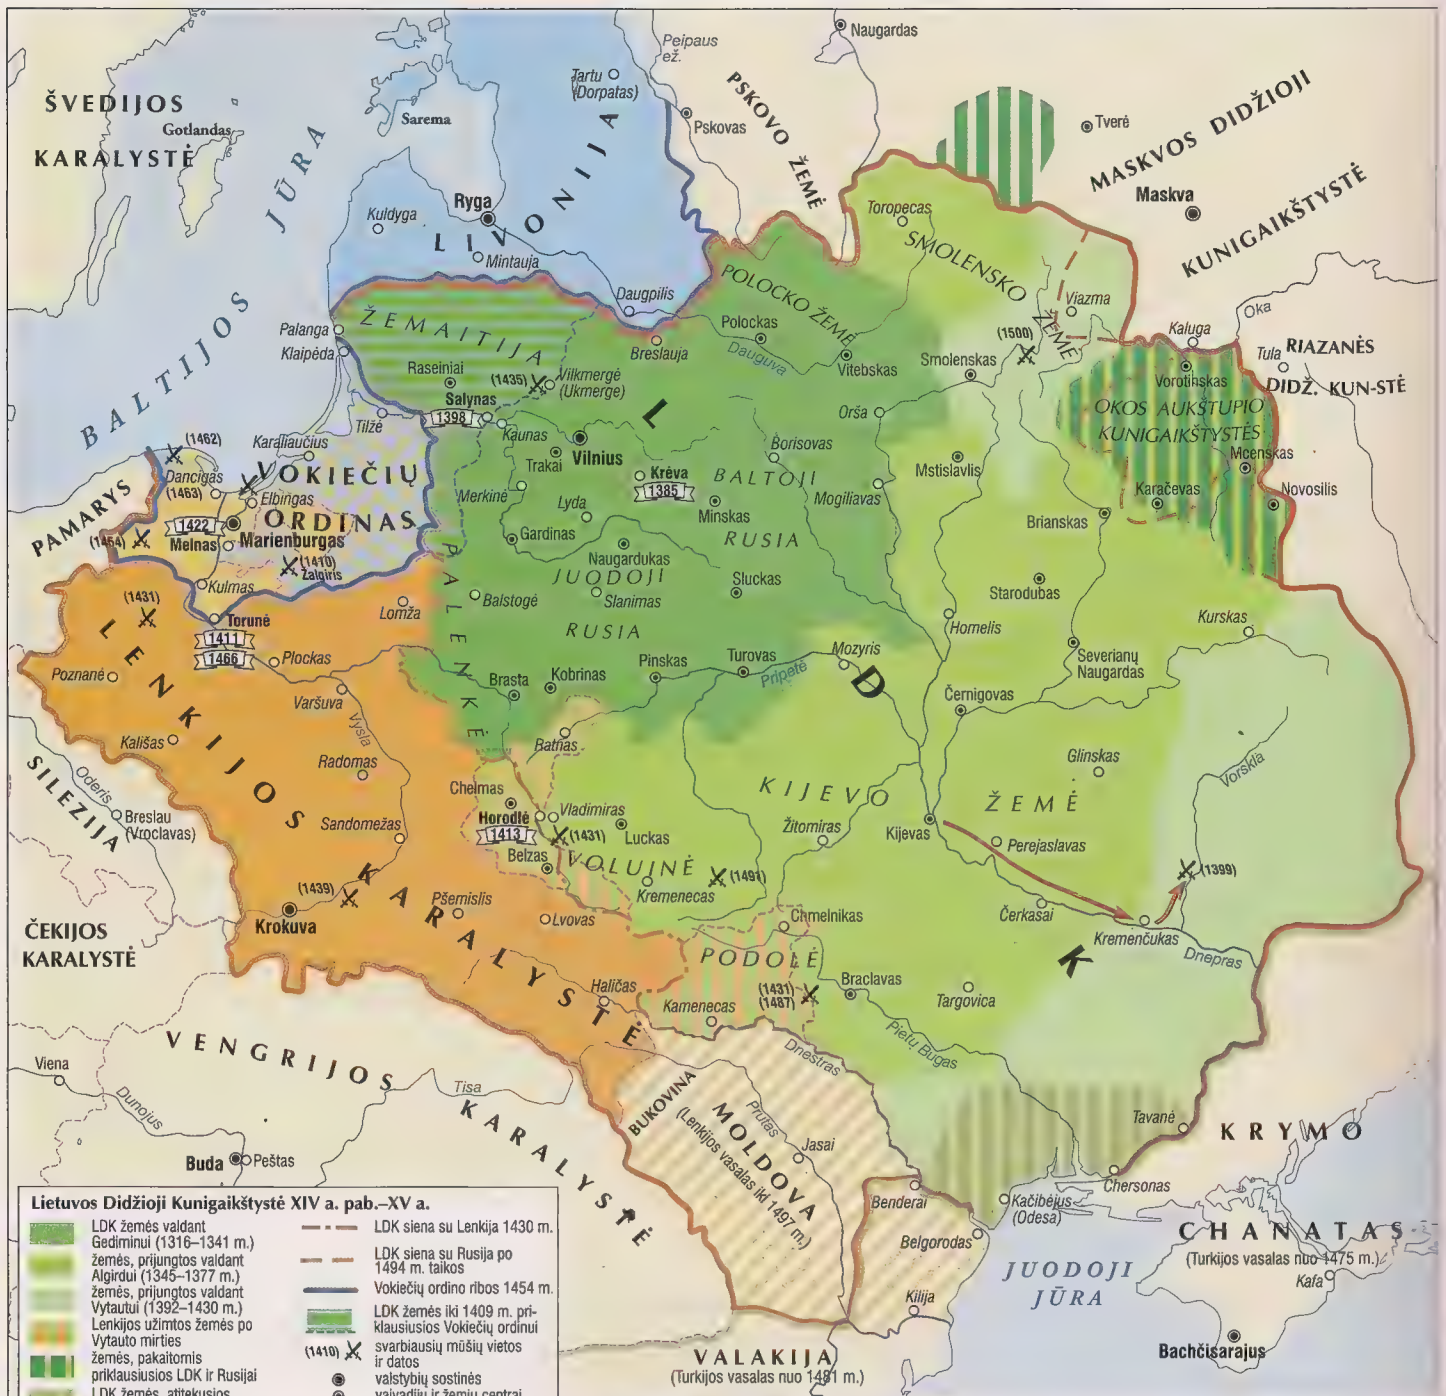 Naugardas
Peipaus
ež.
Tartu
(Dorpatas)
PSKOVO ŽEMĖ
Pskovas
Tverė
MASKVOS DIDŽIOJI
KUNIGAIKŠTYSTĖ
Maskva
ŠVEDIJOS
KARALYSTĖ
Gotlandas
Sarema
BALTIJOS JŪRA
LIVONIJA
Ryga
Kuldyga
Mintauja
Daugpilis
Toropecas
SMOLENSKO ŽEMĖ
POLOCKO ŽEMĖ
Viazma
(1500)
Kaluga
Oka
Tula
RIAZANĖS
DIDŽ. KUN-STĖ
Palanga
Klaipėda
ŽEMAITIJA
Raseiniai
(1435)
Vilkmergė
(Ukmerge)
Breslauja
Polockas
Dauguva
Vitebskas
Smolenskas
Vorotinskas
OKOS AUKŠTUPIO
KUNIGAIKŠTYSTĖS
Mcenskas
Karačevas
Novosilis
Salynas
1398
Tilžė
Kaunas
Trakai
Vilnius
Krėva
1385
Borisovas
Orša
Mstislavlis
Mogiliavas
Brianskas
(1462)
Karaliaučius
Dancigas
(1463)
Elbingas
VOKIEČIŲ
ORDINAS
1422
Melnas
Marienburgas
(1410)
Žalgiris
Kulmas
PAMARYS
(1454)
Merkinė
Lyda
Gardinas
Minskas
BALTOJI
RUSIA
Naugardukas
JUODOJI
RUSIA
Slanimas
Sluckas
Balstogė
PALENKĖ
L D K
Starodubas
Homelis
Kurskas
Severianų
Naugardas
Černigovas
(1431)
LENKIJOS KARALYSTĖ
Torunė
1411
1466
Lomža
Plockas
Poznanė
Varšuva
Vysla
Kališas
Radomas
Sandomežas
Brasta
Kobrinas
Pinskas
Turovas
Pripetė
Mozyris
Ratnas
Glinskas
Vorskla
SILEZIJA
Oderis
Breslau
(Vroclavas)
Chelmas
Horodlė
1413
Vladimiras
(1431)
Luckas
Belzas
VOLUINĖ
Kremenecas
(1491)
KIJEVO ŽEMĖ
Žitomiras
Kijevas
Perejaslavas
(1399)
Čerkasai
Kremenčukas
Dnepras
ČEKIJOS
KARALYSTĖ
Krokuva
(1439)
Pšemislis
Lvovas
Haličas
Chmelnikas
PODOLĖ
Kamenecas
(1431)
(1487)
Braclavas
Targovica
Pietų Bugas
Dnestras
VENGRIJOS KARALYSTĖ
Viena
Dunojus
Tisa
Buda
Peštas
BUKOVINA
Prutas
Jasai
MOLDOVA
(Lenkijos vasalas iki 1497 m.)
Benderai
Belgorodas
Kilija
Kačibėjus
(Odesa)
Chersonas
Tavanė
KRYMO
CHANATAS
(Turkijos vasalas nuo 1475 m.)
Kafa
Bachčisarajus
JUODOJI
JŪRA
VALAKIJA
(Turkijos vasalas nuo 1481 m.)
Lietuvos Didžioji Kunigaikštystė XIV a. pab.–XV a.
LDK žemės valdant
Gediminui (1316–1341 m.)
žemės, prijungtos valdant
Algirdui (1345–1377 m.)
žemės, prijungtos valdant
Vytautui (1392–1430 m.)
Lenkijos užimtos žemės po
Vytauto mirties
žemės, pakaitomis
priklausiusios LDK ir Rusijai
LDK žemės, atitekusios
LDK siena su Lenkija 1430 m.
LDK siena su Rusija po
1494 m. taikos
Vokiečių ordino ribos 1454 m.
LDK žemės iki 1409 m. pri-
klausiusios Vokiečių ordinui
(1410) svarbiausių mūšių vietos
ir datos
valstybių sostinės
vaivadijų ir žemių centrai